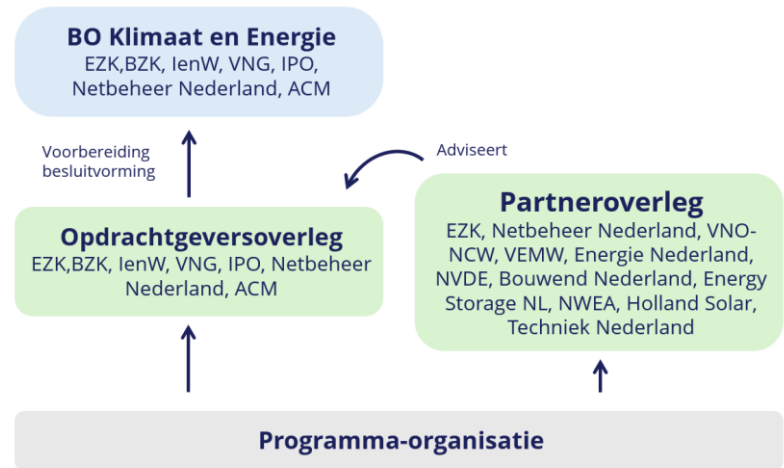 BO Klimaat en Energie
EZK,BZK, IenW, VNG, IPO,
Netbeheer Nederland, ACM
Voorbereiding
besluitvorming
Adviseert
Opdrachtgeversoverleg
EZK,BZK, IenW, VNG, IPO, Netbeheer
Nederland, ACM
Partneroverleg
EZK, Netbeheer Nederland, VNO-
NCW, VEMW, Energie Nederland,
NVDE, Bouwend Nederland, Energy
Storage NL, NWEA, Holland Solar,
Techniek Nederland
Programma-organisatie